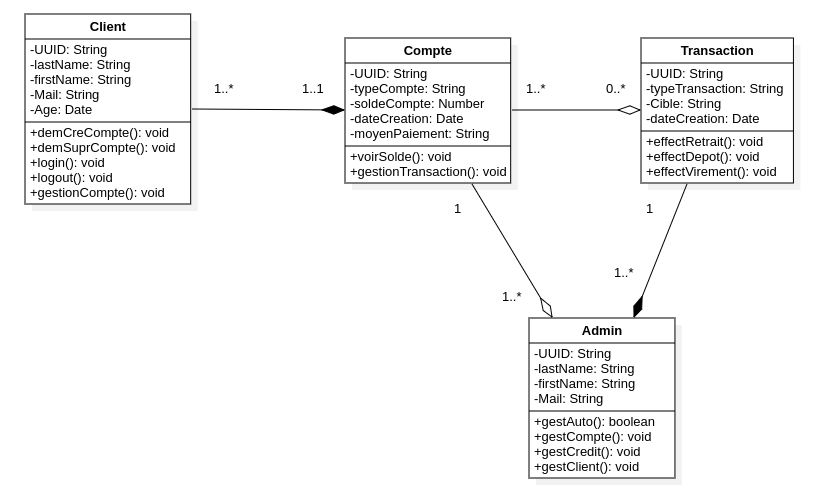 Client
-UUID: String
-lastName: String
-firstName: String
-Mail: String
-Age: Date
+demCreCompte(): void
+demSuprCompte(): void
+login(): void
+logout(): void
+gestionCompte(): void
1..*
1..1
Compte
-UUID: String
-typeCompte: String
-soldeCompte: Number
-dateCreation: Date
-moyenPaiement: String
+voirSolde(): void
+gestionTransaction(): void
1..*
0..*
Transaction
-UUID: String
-typeTransaction: String
-Cible: String
-dateCreation: Date
+effectRetrait(): void
+effectDepot(): void
+effectVirement(): void
1
1
1..*
1..*
Admin
-UUID: String
-lastName: String
-firstName: String
-Mail: String
+gestAuto(): boolean
+gestCompte(): void
+gestCredit(): void
+gestClient(): void